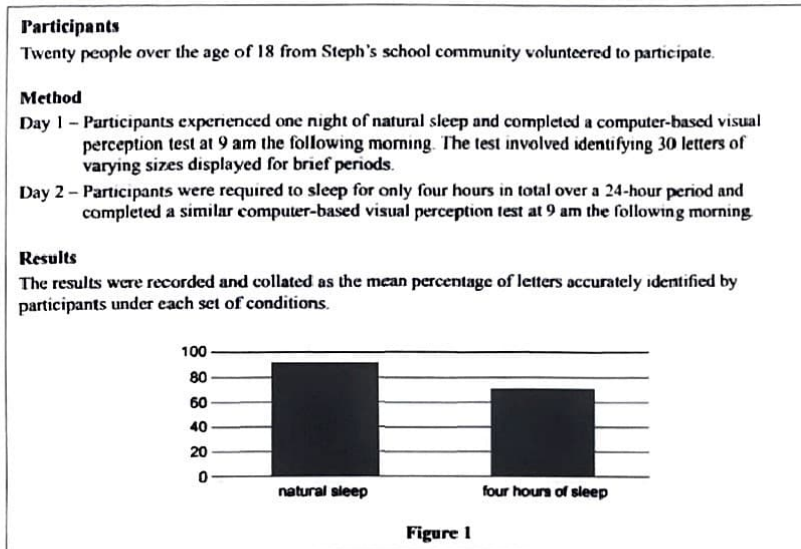 Participants
Twenty people over the age of 18 from Steph's school community volunteered to participate.
Method
Day 1 – Participants experienced one night of natural sleep and completed a computer-based visual
perception test at 9 am the following morning. The test involved identifying 30 letters of
varying sizes displayed for brief periods.
Day 2 – Participants were required to sleep for only four hours in total over a 24-hour period and
completed a similar computer-based visual perception test at 9 am the following morning.
Results
The results were recorded and collated as the mean percentage of letters accurately identified by
participants under each set of conditions.
100
80
60
40
20
0
natural sleep four hours of sleep
Figure 1